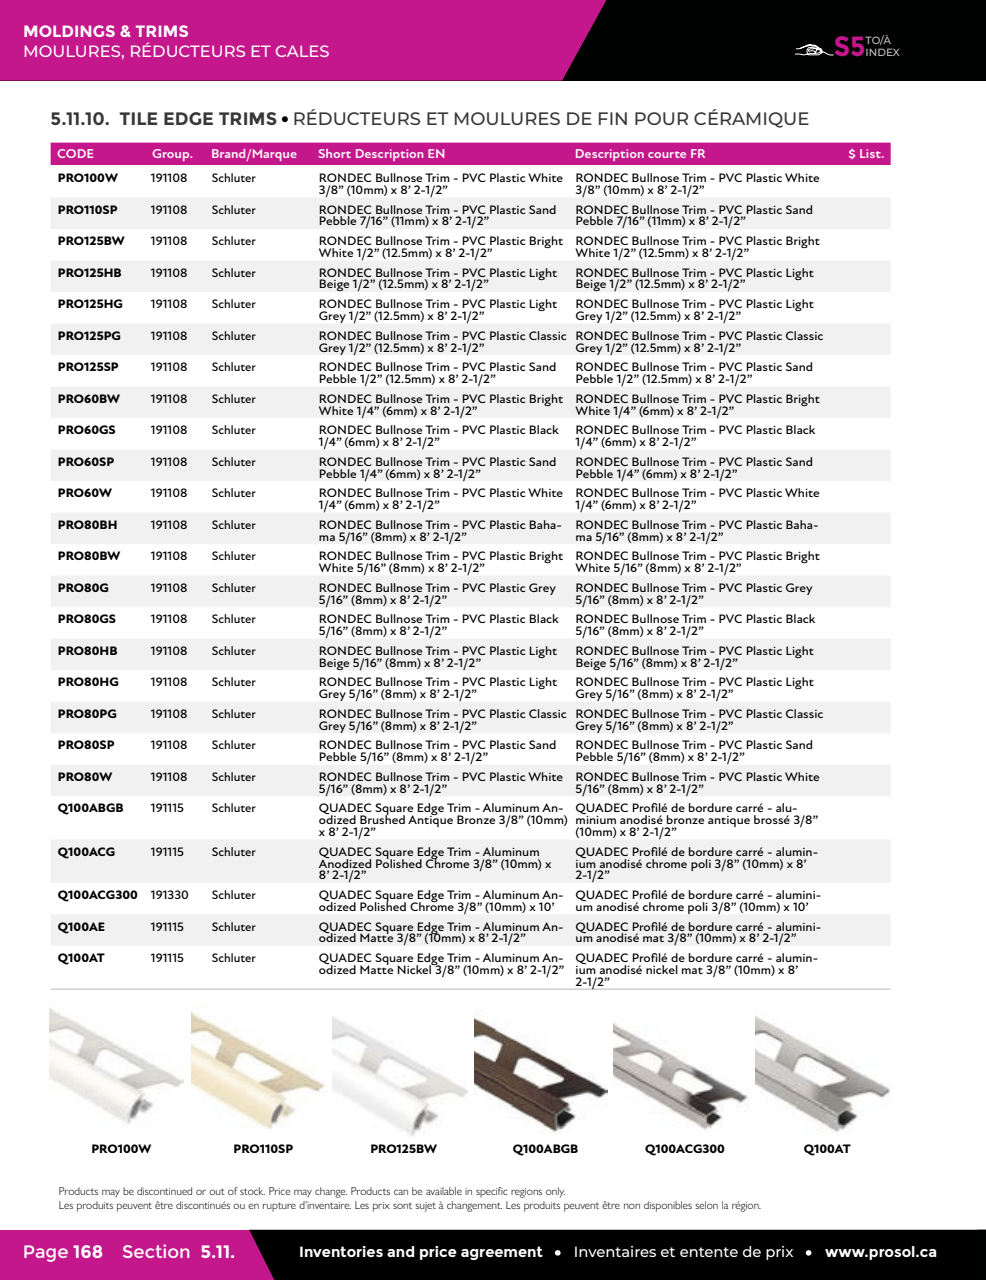 MOLDINGS & TRIMS
MOULURES, RÉDUCTEURS ET CALES
S5 TO/À
INDEX
5.11.10. TILE EDGE TRIMS • RÉDUCTEURS ET MOULURES DE FIN POUR CÉRAMIQUE
CODE Group. Brand/Marque Short Description EN Description courte FR $ List.
PRO100W 191108 Schluter RONDEC Bullnose Trim - PVC Plastic White RONDEC Bullnose Trim - PVC Plastic White
3/8” (10mm) x 8’ 2-1/2” 3/8” (10mm) x 8’ 2-1/2”
PRO110SP 191108 Schluter RONDEC Bullnose Trim - PVC Plastic Sand RONDEC Bullnose Trim - PVC Plastic Sand
Pebble 7/16” (11mm) x 8’ 2-1/2” Pebble 7/16” (11mm) x 8’ 2-1/2”
PRO125BW 191108 Schluter RONDEC Bullnose Trim - PVC Plastic Bright RONDEC Bullnose Trim - PVC Plastic Bright
White 1/2” (12.5mm) x 8’ 2-1/2” White 1/2” (12.5mm) x 8’ 2-1/2”
PRO125HB 191108 Schluter RONDEC Bullnose Trim - PVC Plastic Light RONDEC Bullnose Trim - PVC Plastic Light
Beige 1/2” (12.5mm) x 8’ 2-1/2” Beige 1/2” (12.5mm) x 8’ 2-1/2”
PRO125HG 191108 Schluter RONDEC Bullnose Trim - PVC Plastic Light RONDEC Bullnose Trim - PVC Plastic Light
Grey 1/2” (12.5mm) x 8’ 2-1/2” Grey 1/2” (12.5mm) x 8’ 2-1/2”
PRO125PG 191108 Schluter RONDEC Bullnose Trim - PVC Plastic Classic RONDEC Bullnose Trim - PVC Plastic Classic
Grey 1/2” (12.5mm) x 8’ 2-1/2” Grey 1/2” (12.5mm) x 8’ 2-1/2”
PRO125SP 191108 Schluter RONDEC Bullnose Trim - PVC Plastic Sand RONDEC Bullnose Trim - PVC Plastic Sand
Pebble 1/2” (12.5mm) x 8’ 2-1/2” Pebble 1/2” (12.5mm) x 8’ 2-1/2”
PRO60BW 191108 Schluter RONDEC Bullnose Trim - PVC Plastic Bright RONDEC Bullnose Trim - PVC Plastic Bright
White 1/4” (6mm) x 8’ 2-1/2” White 1/4” (6mm) x 8’ 2-1/2”
PRO60GS 191108 Schluter RONDEC Bullnose Trim - PVC Plastic Black RONDEC Bullnose Trim - PVC Plastic Black
1/4” (6mm) x 8’ 2-1/2” 1/4” (6mm) x 8’ 2-1/2”
PRO60SP 191108 Schluter RONDEC Bullnose Trim - PVC Plastic Sand RONDEC Bullnose Trim - PVC Plastic Sand
Pebble 1/4” (6mm) x 8’ 2-1/2” Pebble 1/4” (6mm) x 8’ 2-1/2”
PRO60W 191108 Schluter RONDEC Bullnose Trim - PVC Plastic White RONDEC Bullnose Trim - PVC Plastic White
1/4” (6mm) x 8’ 2-1/2” 1/4” (6mm) x 8’ 2-1/2”
PRO80BH 191108 Schluter RONDEC Bullnose Trim - PVC Plastic Baha- RONDEC Bullnose Trim - PVC Plastic Baha-
ma 5/16” (8mm) x 8’ 2-1/2” ma 5/16” (8mm) x 8’ 2-1/2”
PRO80BW 191108 Schluter RONDEC Bullnose Trim - PVC Plastic Bright RONDEC Bullnose Trim - PVC Plastic Bright
White 5/16” (8mm) x 8’ 2-1/2” White 5/16” (8mm) x 8’ 2-1/2”
PRO80G 191108 Schluter RONDEC Bullnose Trim - PVC Plastic Grey RONDEC Bullnose Trim - PVC Plastic Grey
5/16” (8mm) x 8’ 2-1/2” 5/16” (8mm) x 8’ 2-1/2”
PRO80GS 191108 Schluter RONDEC Bullnose Trim - PVC Plastic Black RONDEC Bullnose Trim - PVC Plastic Black
5/16” (8mm) x 8’ 2-1/2” 5/16” (8mm) x 8’ 2-1/2”
PRO80HB 191108 Schluter RONDEC Bullnose Trim - PVC Plastic Light RONDEC Bullnose Trim - PVC Plastic Light
Beige 5/16” (8mm) x 8’ 2-1/2” Beige 5/16” (8mm) x 8’ 2-1/2”
PRO80HG 191108 Schluter RONDEC Bullnose Trim - PVC Plastic Light RONDEC Bullnose Trim - PVC Plastic Light
Grey 5/16” (8mm) x 8’ 2-1/2” Grey 5/16” (8mm) x 8’ 2-1/2”
PRO80PG 191108 Schluter RONDEC Bullnose Trim - PVC Plastic Classic RONDEC Bullnose Trim - PVC Plastic Classic
Grey 5/16” (8mm) x 8’ 2-1/2” Grey 5/16” (8mm) x 8’ 2-1/2”
PRO80SP 191108 Schluter RONDEC Bullnose Trim - PVC Plastic Sand RONDEC Bullnose Trim - PVC Plastic Sand
Pebble 5/16” (8mm) x 8’ 2-1/2” Pebble 5/16” (8mm) x 8’ 2-1/2”
PRO80W 191108 Schluter RONDEC Bullnose Trim - PVC Plastic White RONDEC Bullnose Trim - PVC Plastic White
5/16” (8mm) x 8’ 2-1/2” 5/16” (8mm) x 8’ 2-1/2”
Q100ABGB 191115 Schluter QUADEC Square Edge Trim - Aluminum An- QUADEC Profilé de bordure carré - alu-
odized Brushed Antique Bronze 3/8” (10mm) minium anodisé bronze antique brossé 3/8”
x 8’ 2-1/2” (10mm) x 8’ 2-1/2”
Q100ACG 191115 Schluter QUADEC Square Edge Trim - Aluminum QUADEC Profilé de bordure carré - alumin-
Anodized Polished Chrome 3/8” (10mm) x ium anodisé chrome poli 3/8” (10mm) x 8’
8’ 2-1/2” 2-1/2”
Q100ACG300 191330 Schluter QUADEC Square Edge Trim - Aluminum An- QUADEC Profilé de bordure carré - alumini-
odized Polished Chrome 3/8” (10mm) x 10’ um anodisé chrome poli 3/8” (10mm) x 10’
Q100AE 191115 Schluter QUADEC Square Edge Trim - Aluminum An- QUADEC Profilé de bordure carré - alumini-
odized Matte 3/8” (10mm) x 8’ 2-1/2” um anodisé mat 3/8” (10mm) x 8’ 2-1/2”
Q100AT 191115 Schluter QUADEC Square Edge Trim - Aluminum An- QUADEC Profilé de bordure carré - alumin-
odized Matte Nickel 3/8” (10mm) x 8’ 2-1/2” ium anodisé nickel mat 3/8” (10mm) x 8’
2-1/2”
PRO100W PRO110SP PRO125BW Q100ABGB Q100ACG300 Q100AT
Products may be discontinued or out of stock. Price may change. Products can be available in specific regions only.
Les produits peuvent être discontinués ou en rupture d’inventaire. Les prix sont sujet à changement. Les produits peuvent être non disponibles selon la région.
Page 168 Section 5.11. Inventories and price agreement • Inventaires et entente de prix • www.prosol.ca